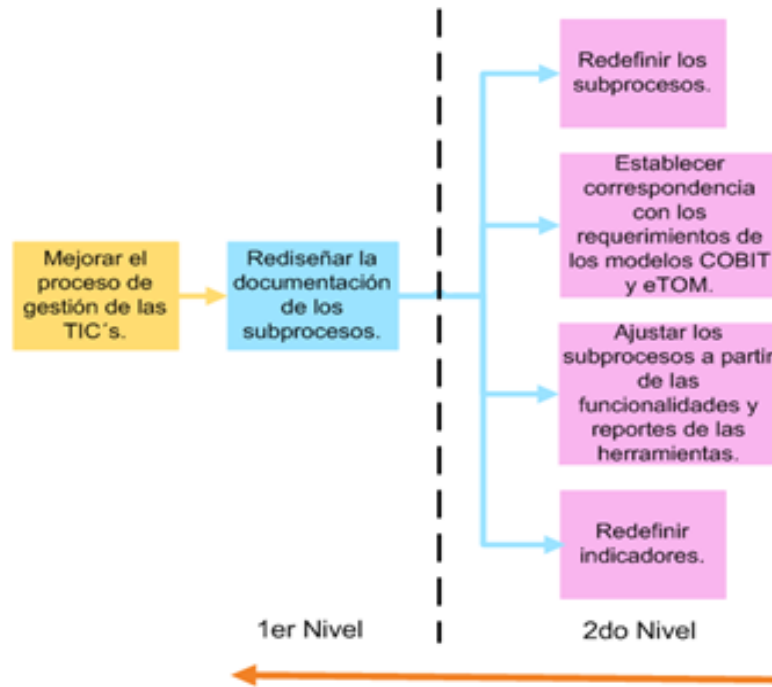 Mejorar el
proceso de
gestión de las
TIC´s.
Rediseñar la
documentación
de los
subprocesos.
Redefinir los
subprocesos.
Establecer
correspondencia
con los
requerimientos de
los modelos COBIT
y eTOM.
Ajustar los
subprocesos a partir
de las
funcionalidades y
reportes de las
herramientas.
Redefinir
indicadores.
1er Nivel
2do Nivel